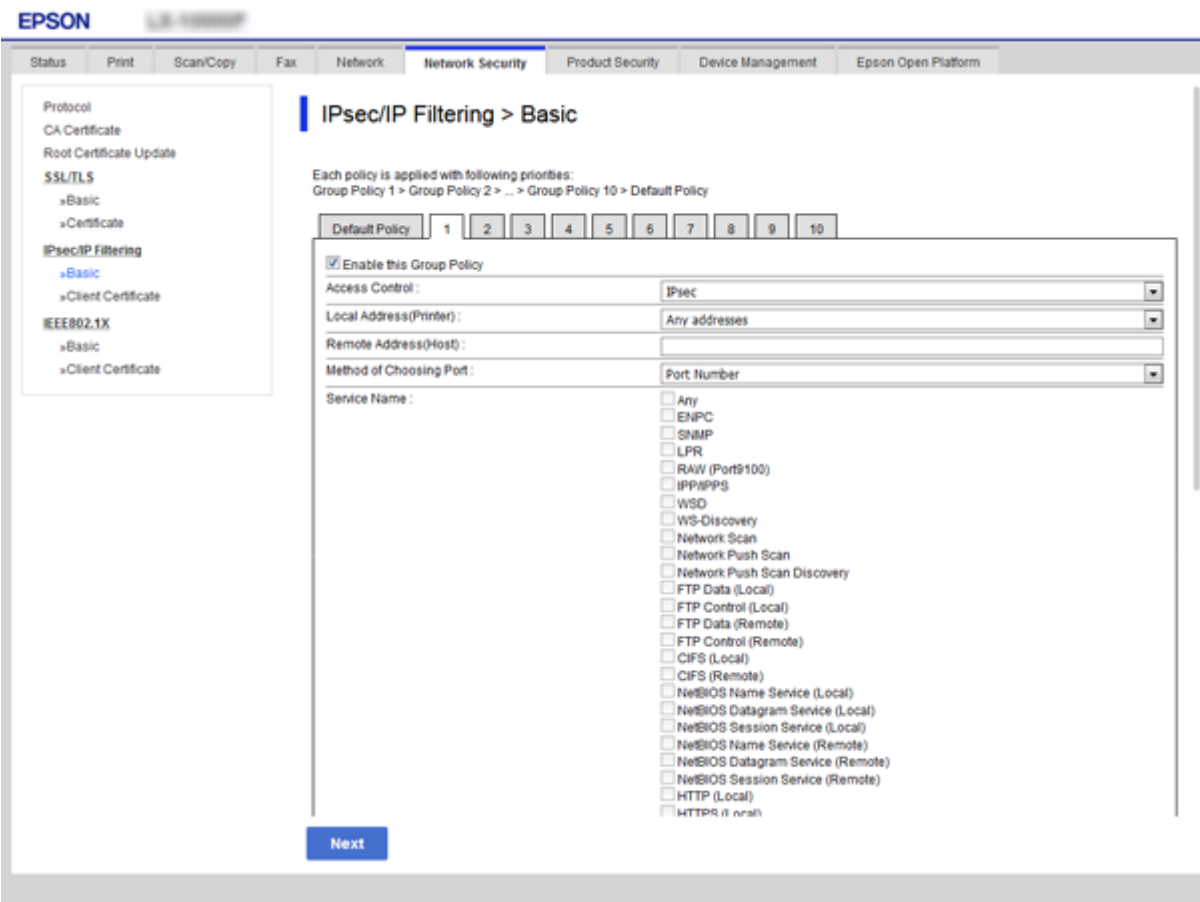 EPSON
Status Print Scan/Copy Fax Network Network Security Product Security Device Management Epson Open Platform
Protocol
CA Certificate
Root Certificate Update
SSL/TLS
»Basic
»Certificate
IPsec/IP Filtering
»Basic
»Client Certificate
IEEE802.1X
»Basic
»Client Certificate
IPsec/IP Filtering > Basic
Each policy is applied with following priorities:
Group Policy 1 > Group Policy 2 > ... > Group Policy 10 > Default Policy
Default Policy 1 2 3 4 5 6 7 8 9 10
Enable this Group Policy
Access Control : IPsec
Local Address(Printer) : Any addresses
Remote Address(Host) :
Method of Choosing Port : Port Number
Service Name : Any
ENPC
SNMP
LPR
RAW (Port9100)
IPP/IPPS
WSD
WS-Discovery
Network Scan
Network Push Scan
Network Push Scan Discovery
FTP Data (Local)
FTP Control (Local)
FTP Data (Remote)
FTP Control (Remote)
CIFS (Local)
CIFS (Remote)
NetBIOS Name Service (Local)
NetBIOS Datagram Service (Local)
NetBIOS Session Service (Local)
NetBIOS Name Service (Remote)
NetBIOS Datagram Service (Remote)
NetBIOS Session Service (Remote)
HTTP (Local)
HTTPS (Local)
Next